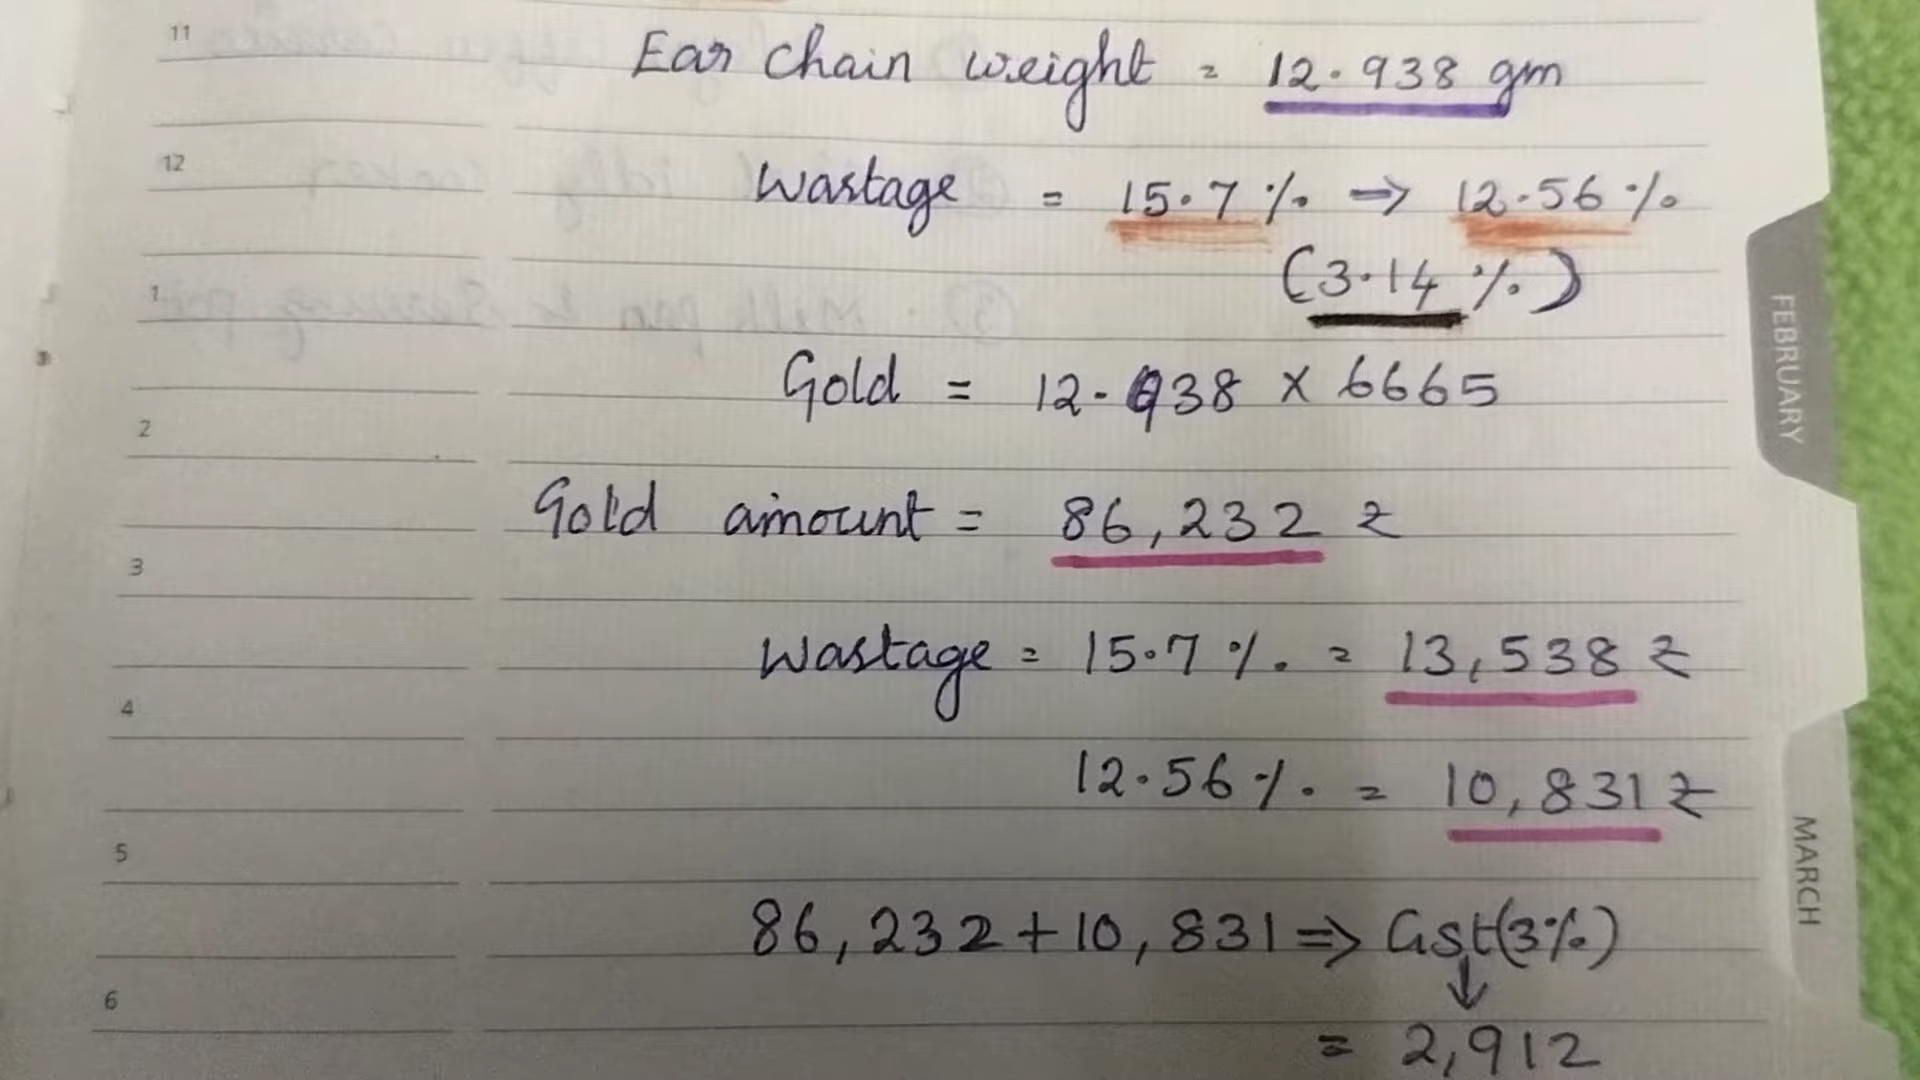 11
Ear chain weight = 12.938 gm
12
Wastage = 15.7 % ⇒ 12.56 %
(3.14 %)
1
Gold = 12.938 × 6665
2
Gold amount = 86,232 ₹
3
Wastage = 15.7 % = 13,538 ₹
4
12.56 % = 10,831 ₹
5
86,232 + 10,831 ⇒ Gst (3%)
↓
6
= 2,912
FEBRUARY
MARCH